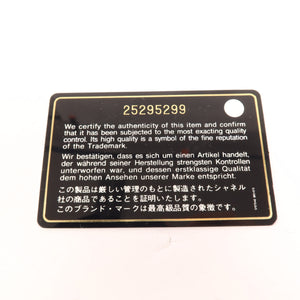 25295299
We certify the authenticity of this item and confirm
that it has been subjected to the most exacting quality
control. Its high quality is a symbol of the fine reputation
of the Trademark.
Wir bestätigen, dass es sich um einen Artikel handelt,
der während seiner Herstellung strengsten Kontrollen
unterworfen war, und dessen erstklassige Qualität
dem hohen Ansehen unserer Marke entspricht.
この製品は厳しい管理のもとに製造されたシャネル
社の商品であることを証明いたします。
このブランド・マークは最高級品質の象徴です。